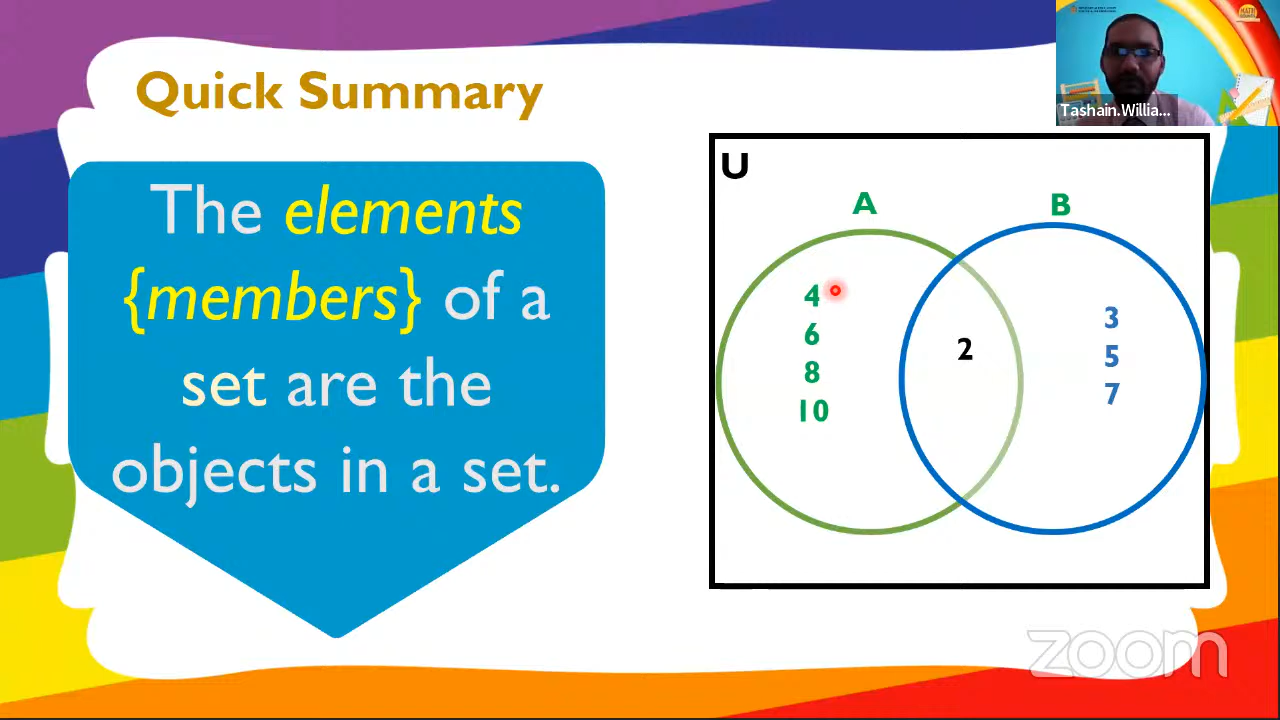 Quick Summary
Tashain.Willia...
The elements
{members} of a
set are the
objects in a set.
U
A
B
4
6
8
10
2
3
5
7
zoom